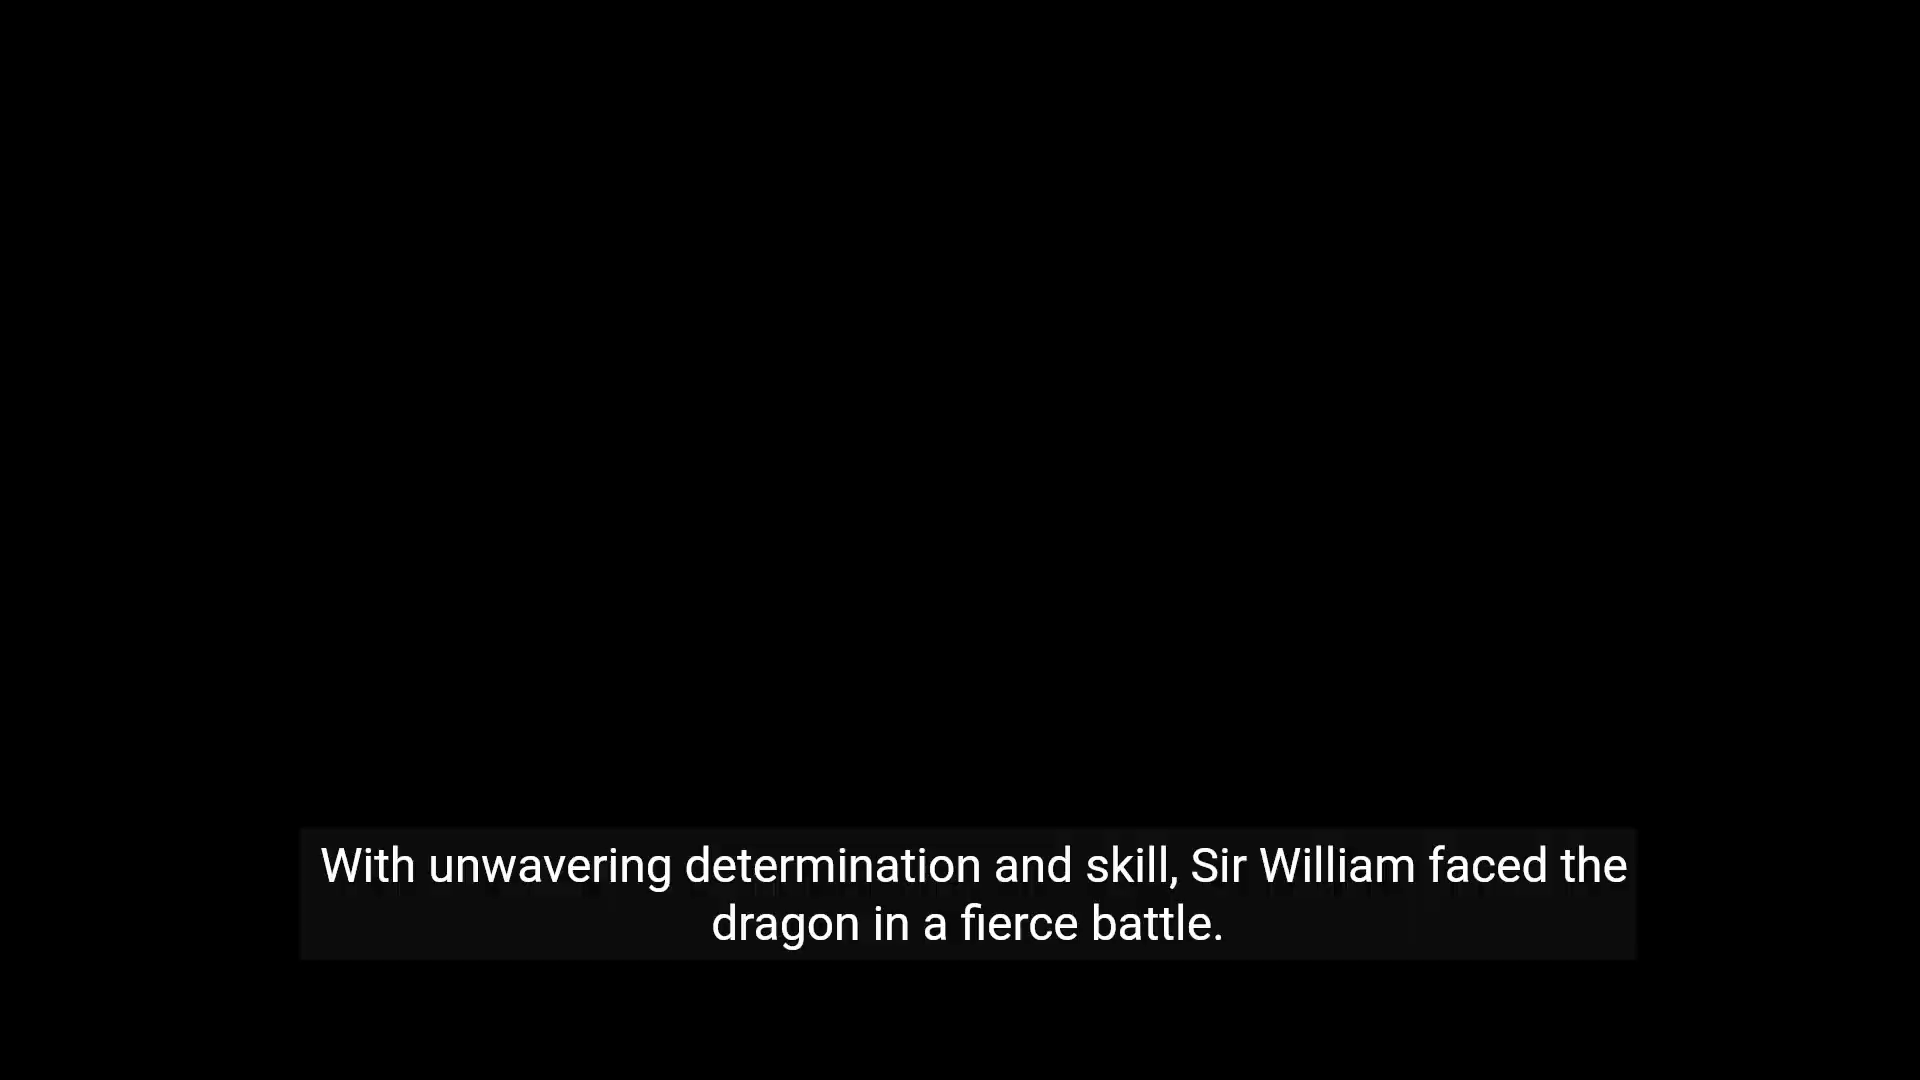 With unwavering determination and skill, Sir William faced the
dragon in a fierce battle.